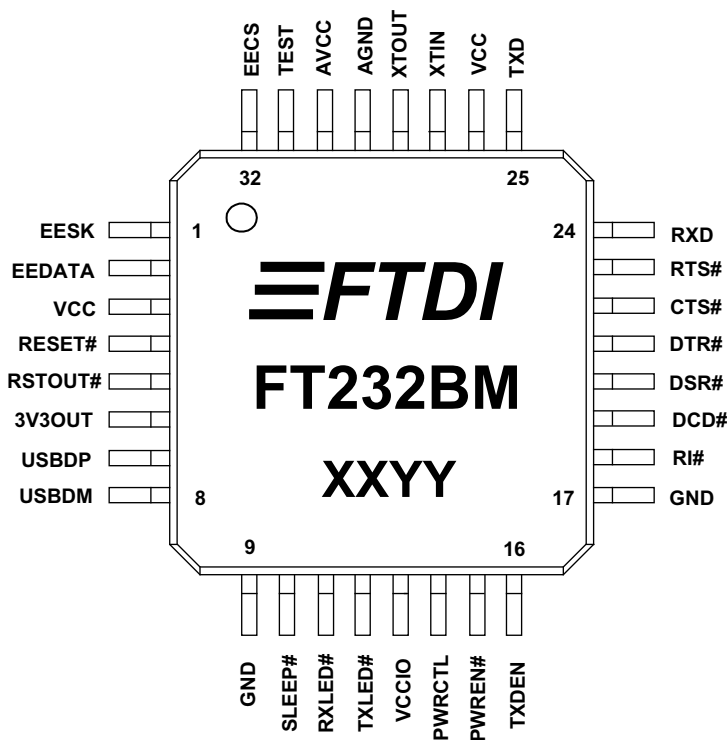 EECS
TEST
AVCC
AGND
XTOUT
XTIN
VCC
TXD
32
25
EESK
1
24
RXD
EEDATA
RTS#
VCC
CTS#
RESET#
DTR#
RSTOUT#
DSR#
3V3OUT
DCD#
USBDP
RI#
USBDM
8
17
GND
FTDI
FT232BM
XXYY
9
16
GND
SLEEP#
RXLED#
TXLED#
VCCIO
PWRCTL
PWREN#
TXDEN